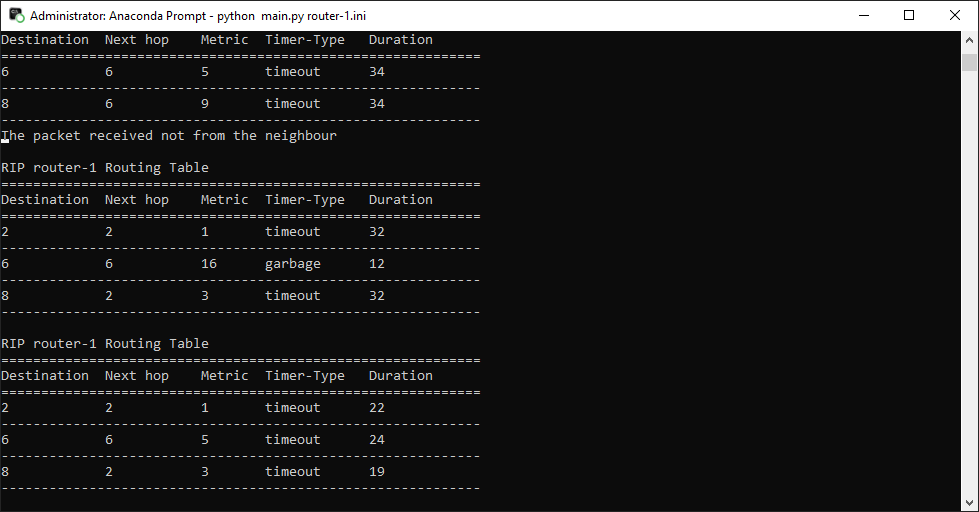 Administrator: Anaconda Prompt - python  main.py router-1.ini
Destination  Next hop    Metric  Timer-Type   Duration
============================================================
6            6           5       timeout      34
------------------------------------------------------------
8            6           9       timeout      34
------------------------------------------------------------
The packet received not from the neighbour
RIP router-1 Routing Table
============================================================
Destination  Next hop    Metric  Timer-Type   Duration
============================================================
2            2           1       timeout      32
------------------------------------------------------------
6            6           16      garbage      12
------------------------------------------------------------
8            2           3       timeout      32
------------------------------------------------------------
RIP router-1 Routing Table
============================================================
Destination  Next hop    Metric  Timer-Type   Duration
============================================================
2            2           1       timeout      22
------------------------------------------------------------
6            6           5       timeout      24
------------------------------------------------------------
8            2           3       timeout      19
------------------------------------------------------------